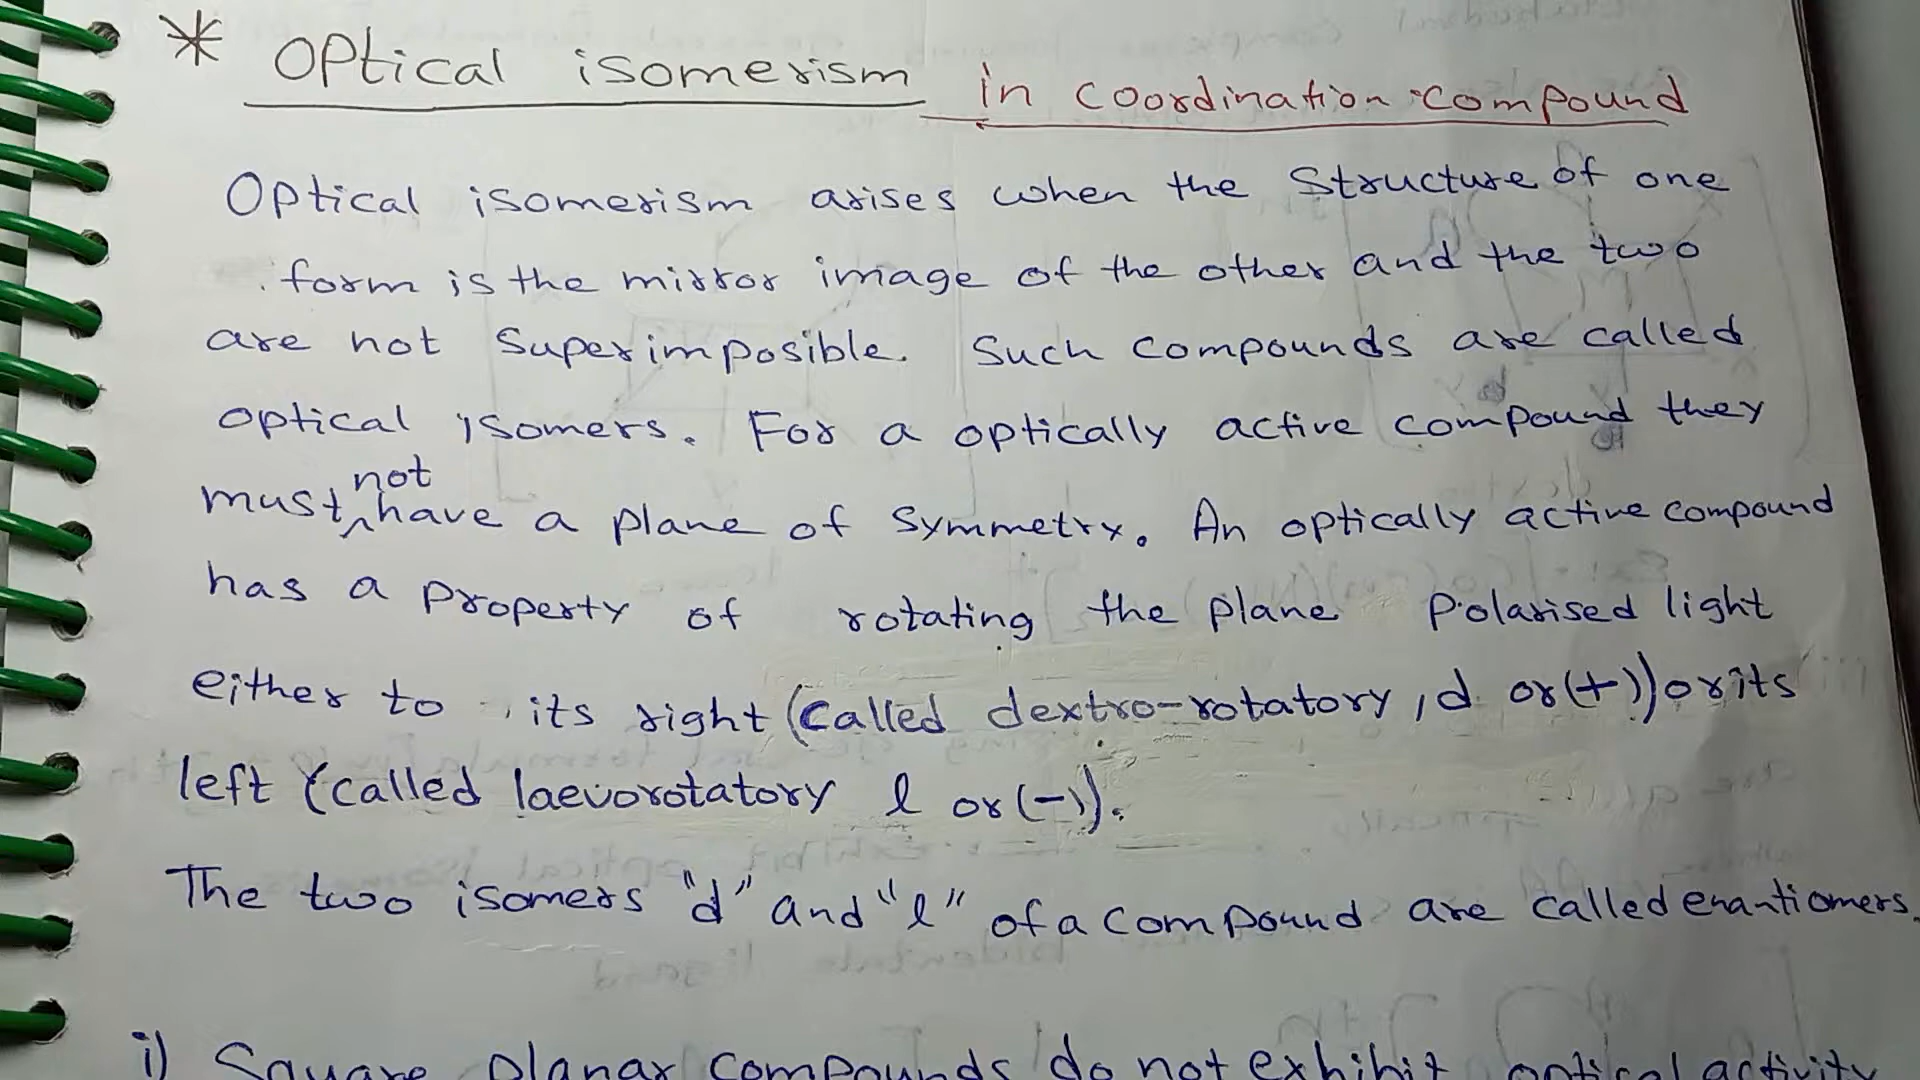 * Optical isomerism in coordination compound
Optical isomerism arises when the structure of one
form is the mirror image of the other and the two
are not superimposible. Such compounds are called
optical isomers. For a optically active compound they
must not have a plane of symmetry. An optically active compound
has a property of rotating the plane polarised light
either to its right (called dextro-rotatory, d or (+)) or its
left (called laevorotatory l or (-)).
The two isomers "d" and "l" of a compound are called enantiomers.
i) Square planar compounds do not exhibit optical activity